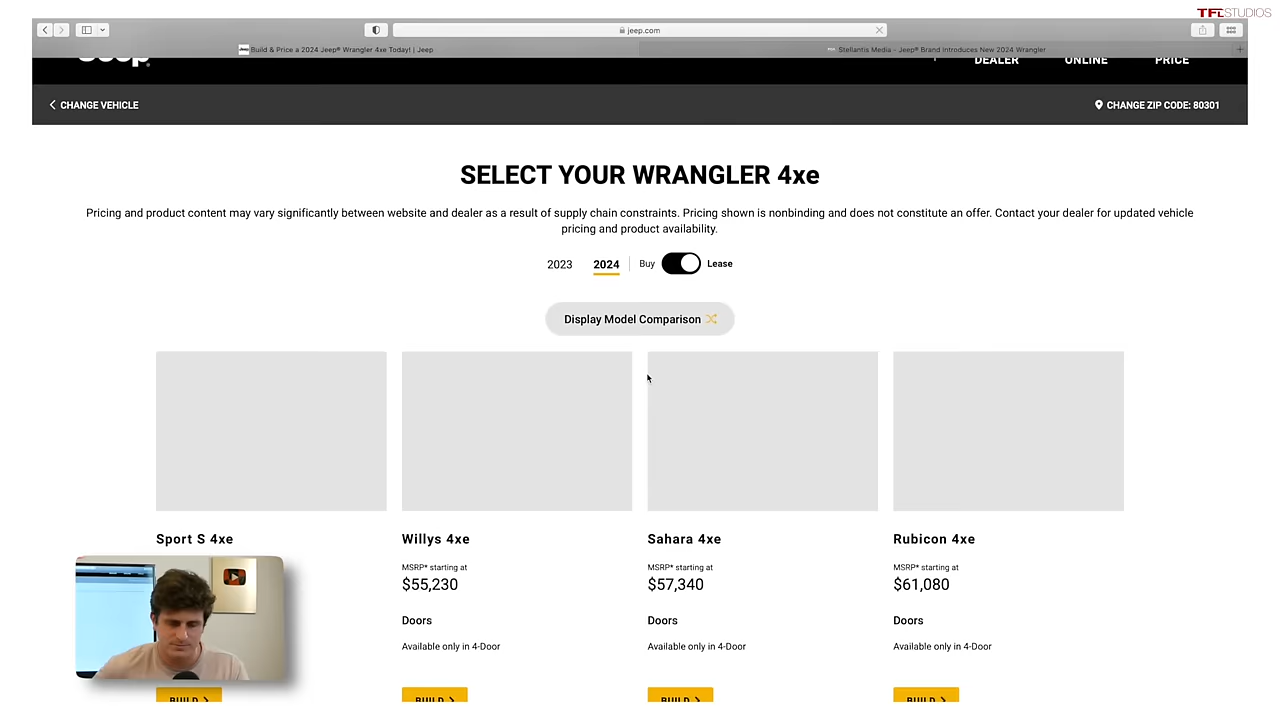 TFLSTUDIOS
jeep.com
Build & Price a 2024 Jeep® Wrangler 4xe Today! | Jeep
Stellantis Media - Jeep® Brand Introduces New 2024 Wrangler
Jeep
DEALER
ONLINE
PRICE
CHANGE VEHICLE
CHANGE ZIP CODE: 80301
SELECT YOUR WRANGLER 4xe
Pricing and product content may vary significantly between website and dealer as a result of supply chain constraints. Pricing shown is nonbinding and does not constitute an offer. Contact your dealer for updated vehicle
pricing and product availability.
2023 2024 Buy Lease
Display Model Comparison
Sport S 4xe
Willys 4xe
MSRP* starting at
$55,230
Doors
Available only in 4-Door
BUILD
Sahara 4xe
MSRP* starting at
$57,340
Doors
Available only in 4-Door
BUILD
Rubicon 4xe
MSRP* starting at
$61,080
Doors
Available only in 4-Door
BUILD
BUILD